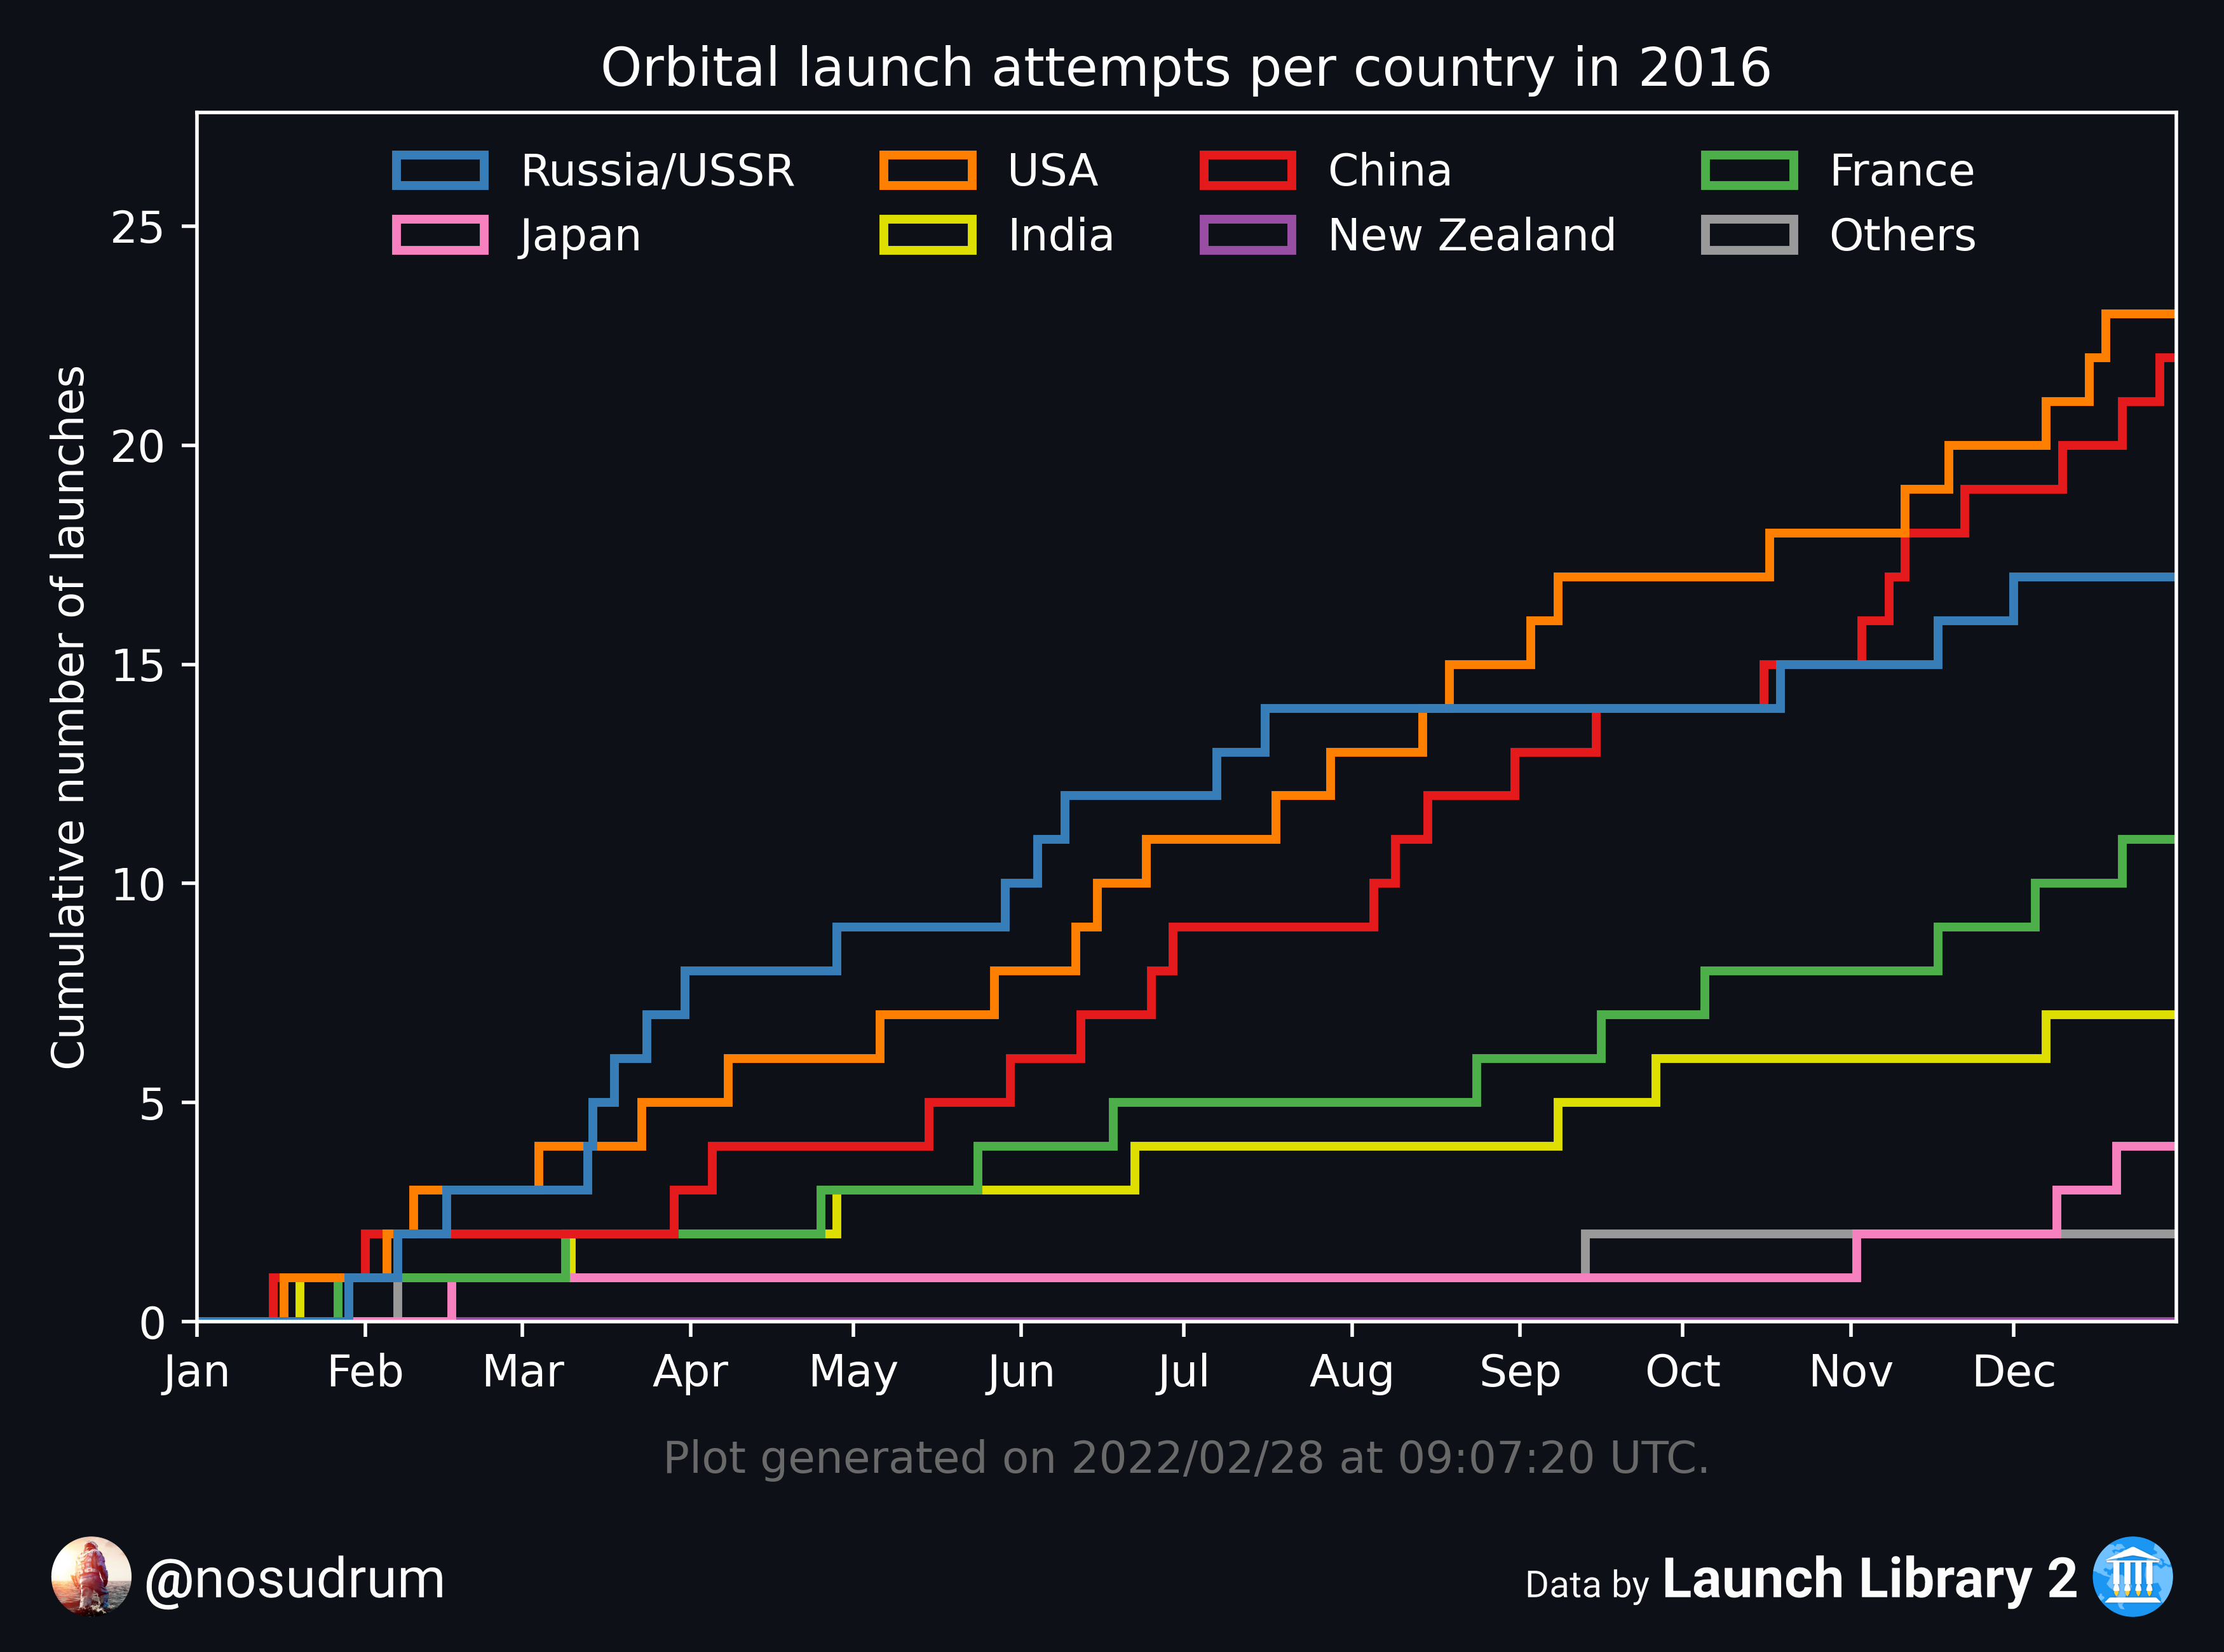 Orbital launch attempts per country in 2016
Russia/USSR USA China France
Japan India New Zealand Others
Cumulative number of launches
25
20
15
10
5
0
Jan Feb Mar Apr May Jun Jul Aug Sep Oct Nov Dec
Plot generated on 2022/02/28 at 09:07:20 UTC.
@nosudrum
Data by Launch Library 2